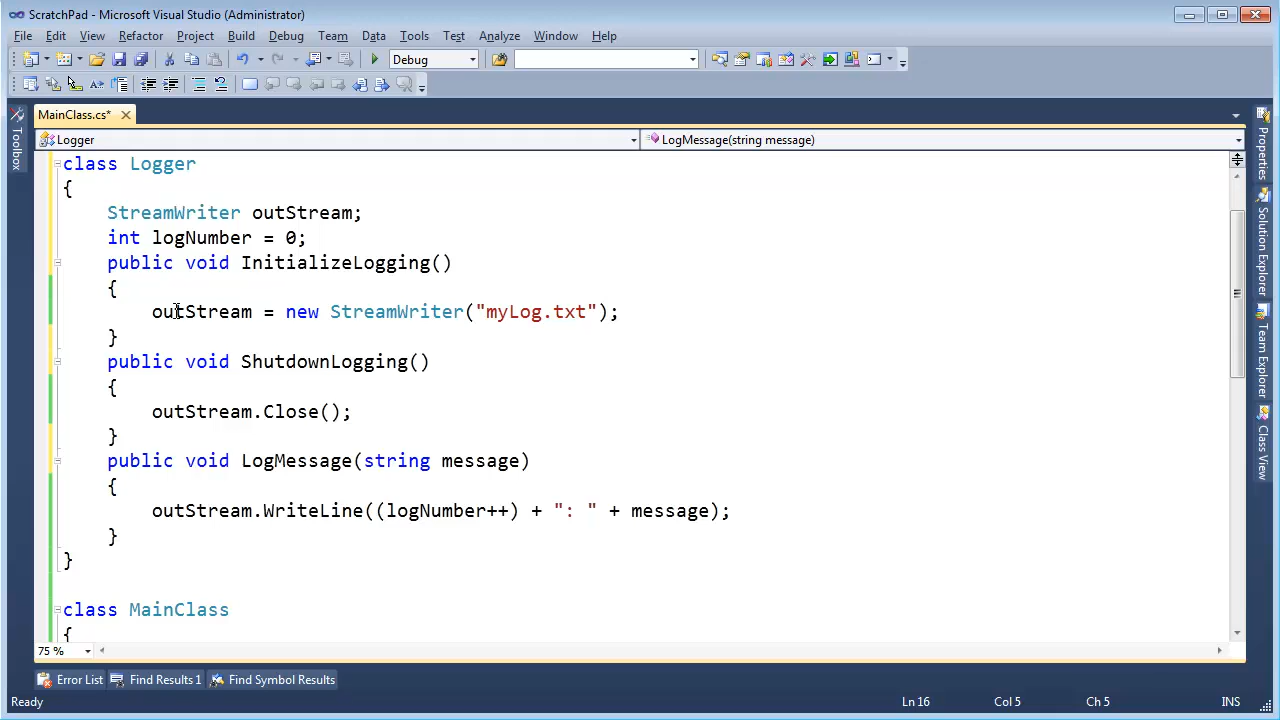 ScratchPad - Microsoft Visual Studio (Administrator)
File Edit View Refactor Project Build Debug Team Data Tools Test Analyze Window Help
Debug
MainClass.cs*
Logger LogMessage(string message)
class Logger
{
StreamWriter outStream;
int logNumber = 0;
public void InitializeLogging()
{
outStream = new StreamWriter("myLog.txt");
}
public void ShutdownLogging()
{
outStream.Close();
}
public void LogMessage(string message)
{
outStream.WriteLine((logNumber++) + ": " + message);
}
}
class MainClass
{
75 %
Toolbox
Properties
Solution Explorer
Team Explorer
Class View
Error List Find Results 1 Find Symbol Results
Ready Ln 16 Col 5 Ch 5 INS